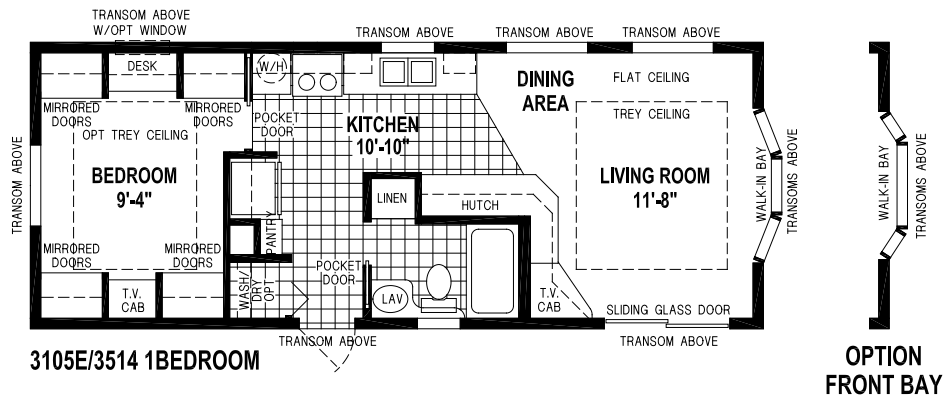 TRANSOM ABOVE
W/OPT WINDOW
TRANSOM ABOVE
TRANSOM ABOVE
TRANSOM ABOVE
DESK
W/H
MIRRORED
DOORS
MIRRORED
DOORS
OPT TREY CEILING
POCKET
DOOR
KITCHEN
10'-10"
DINING
AREA
FLAT CEILING
TREY CEILING
TRANSOM ABOVE
BEDROOM
9'-4"
LINEN
HUTCH
LIVING ROOM
11'-8"
WALK-IN BAY
TRANSOMS ABOVE
WALK-IN BAY
TRANSOMS ABOVE
PANTRY
MIRRORED
DOORS
MIRRORED
DOORS
T.V.
CAB
WASH/
DRY
OPT
POCKET
DOOR
LAV
T.V.
CAB
SLIDING GLASS DOOR
TRANSOM ABOVE
TRANSOM ABOVE
3105E/3514 1BEDROOM
OPTION
FRONT BAY